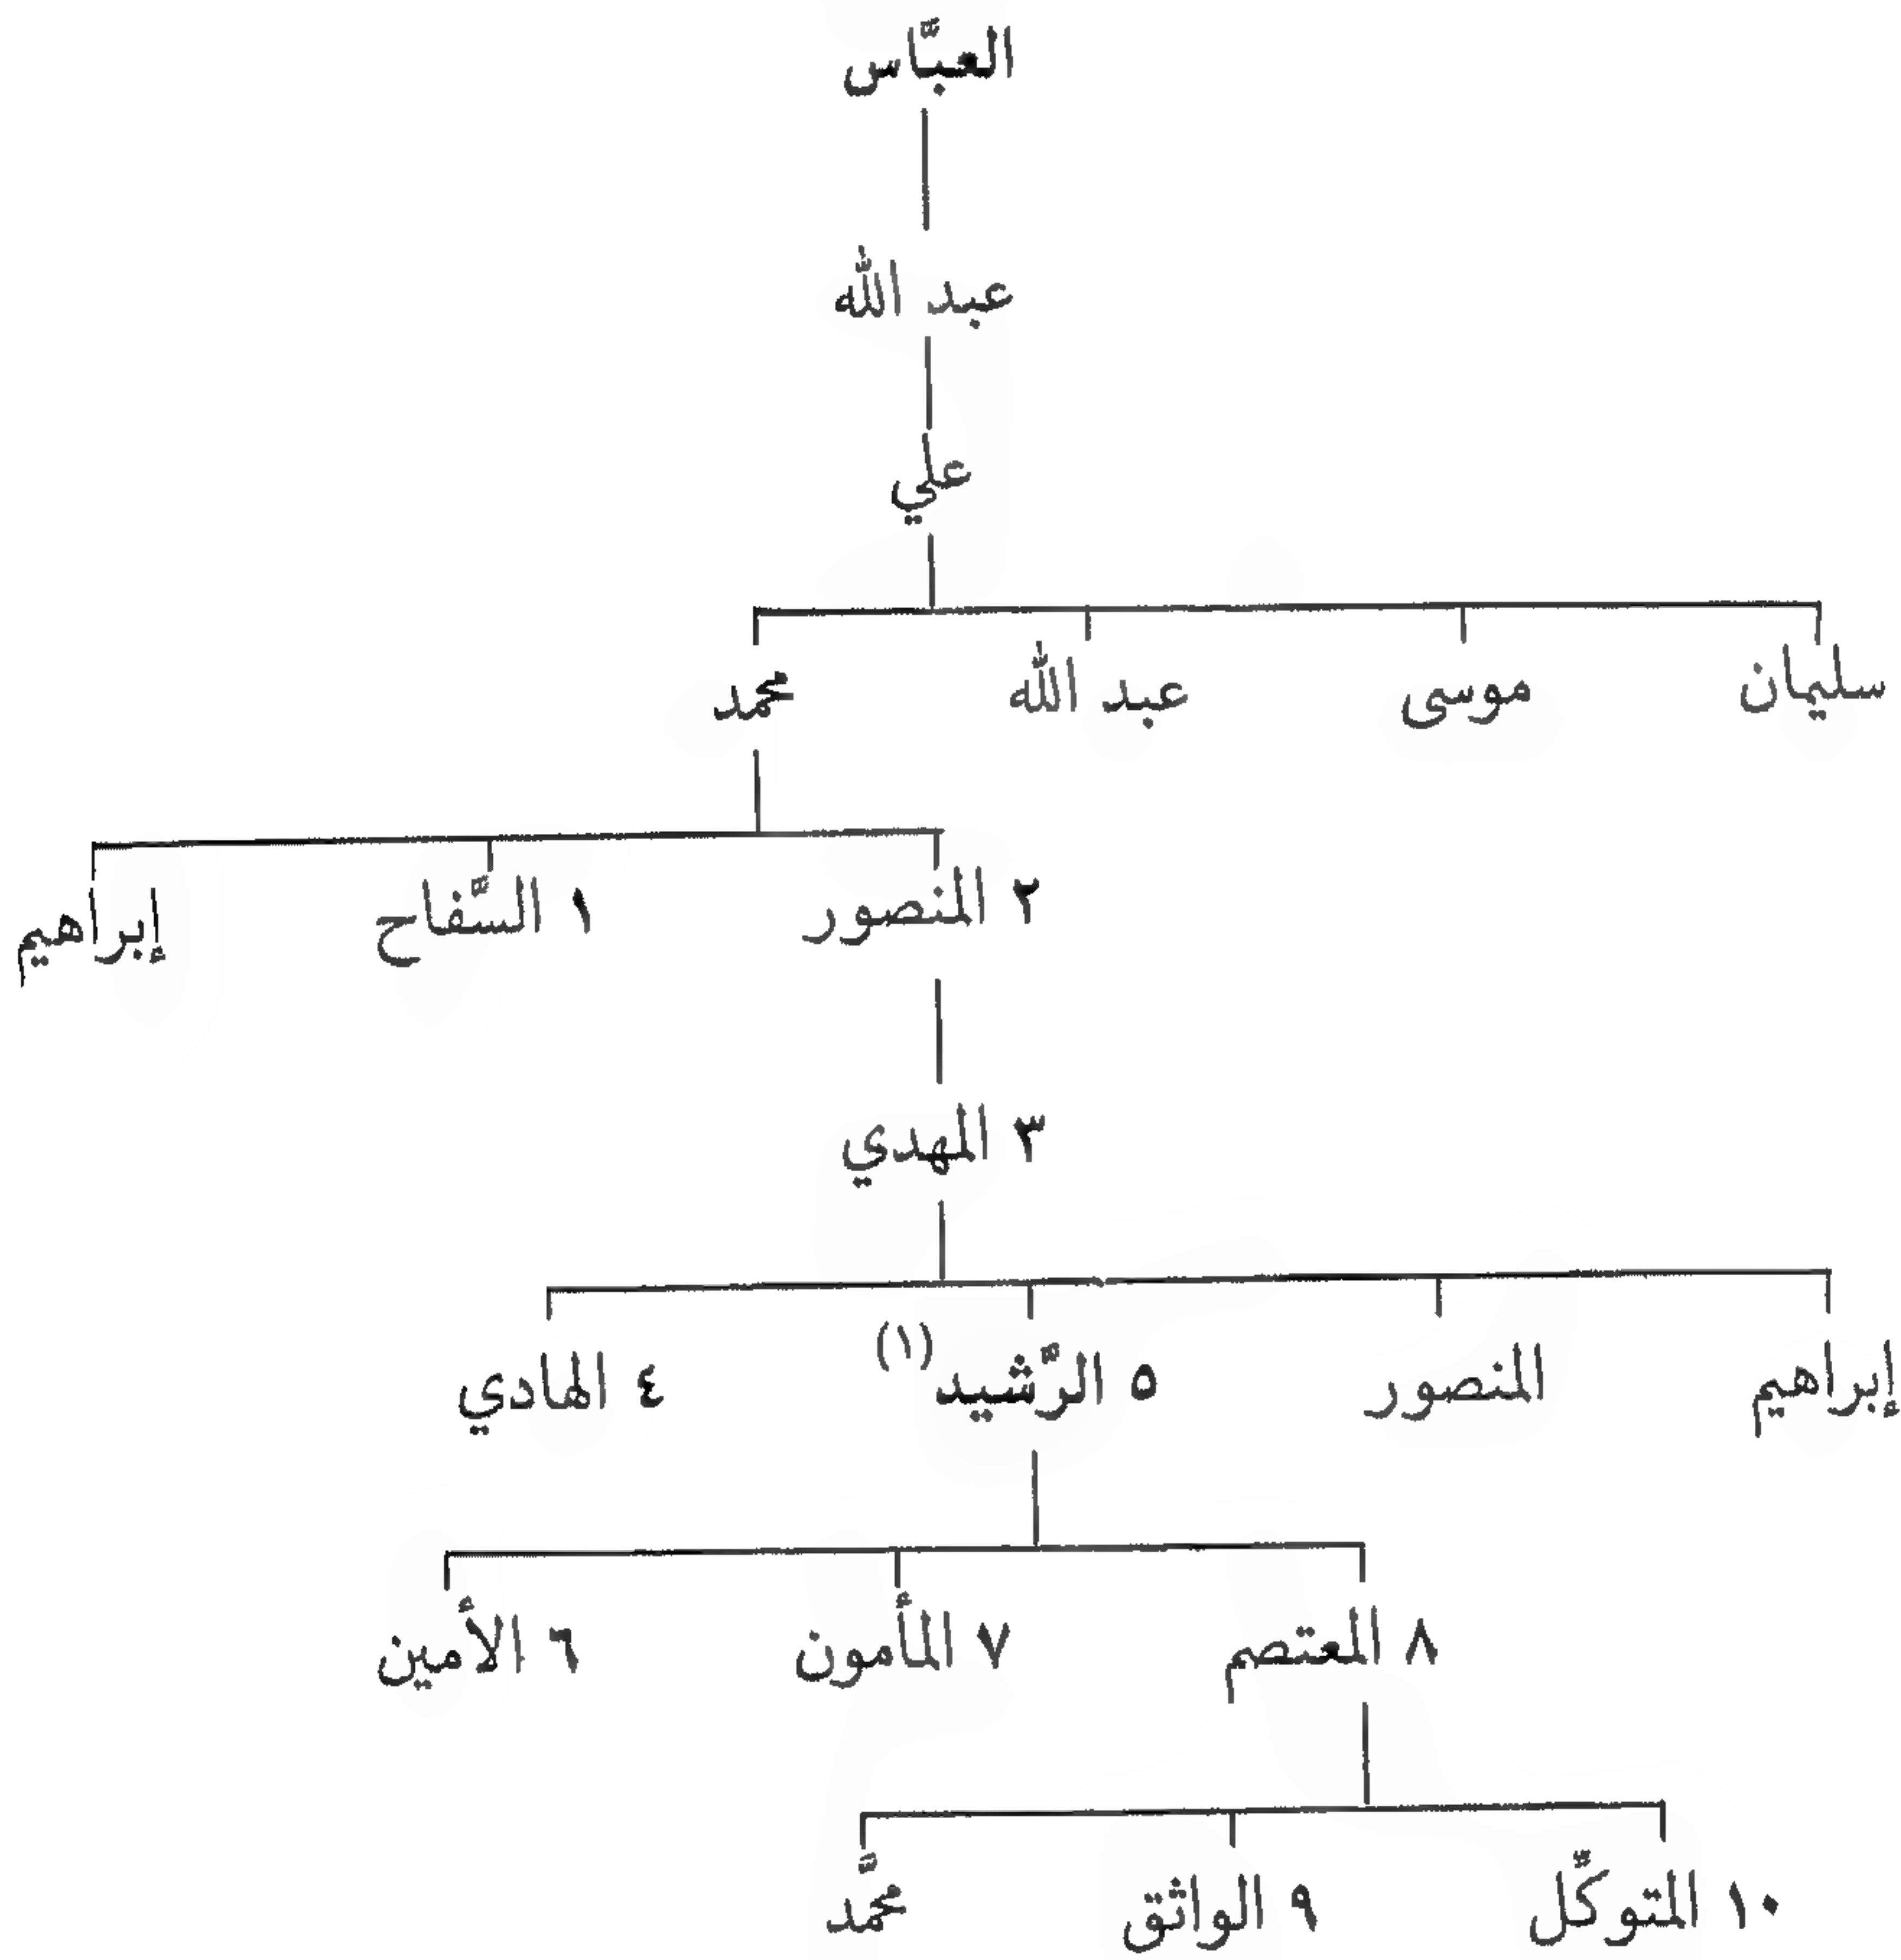 العبَّاس
عبد الله
علي
سليمان موسى عبد الله محمد
٢ المنصور ١ السَّفاح إبراهيم
٣ المهدي
إبراهيم المنصور ٥ الرَّشيد(١) ٤ الهادي
٨ المعتصم ٧ المأمون ٦ الأمين
١٠ المتوكَّل ٩ الواثق محمَّد